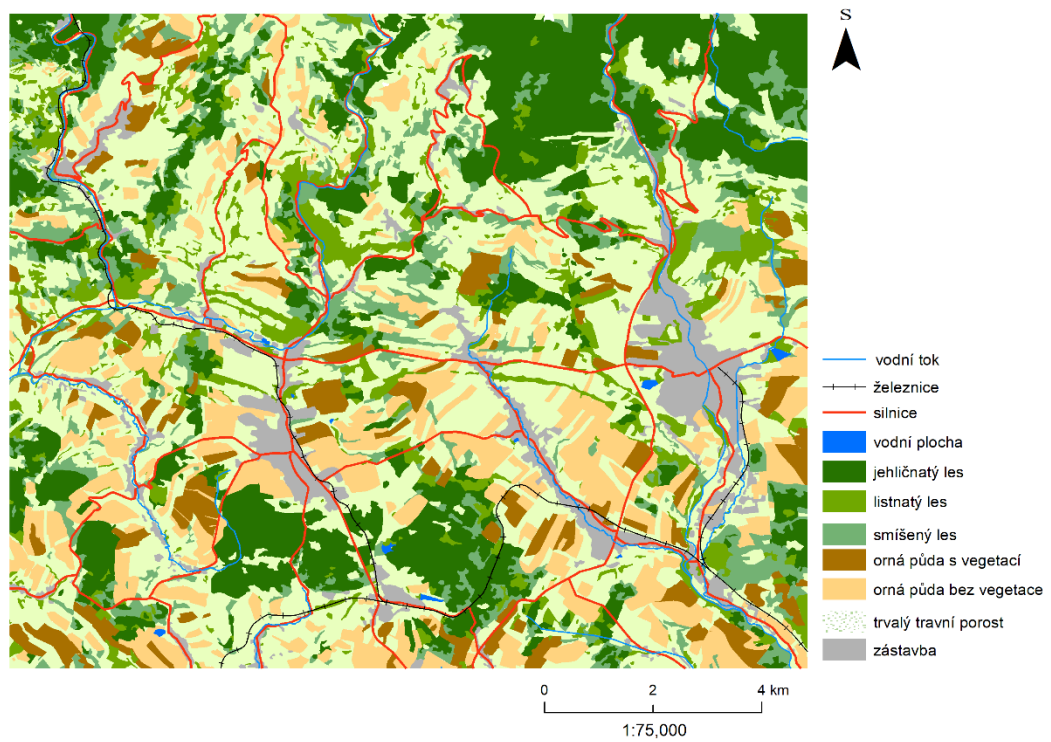 S
vodní tok
železnice
silnice
vodní plocha
jehličnatý les
listnatý les
smíšený les
orná půda s vegetací
orná půda bez vegetace
trvalý travní porost
zástavba
0 2 4 km
1:75,000